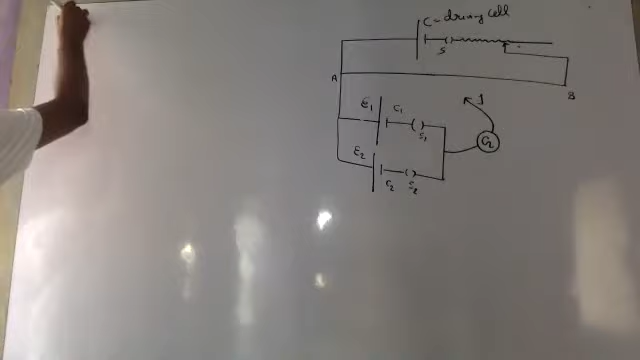 C = driving cell
S
A
B
E₁
C₁
S₁
J
G
E₂
C₂
S₂